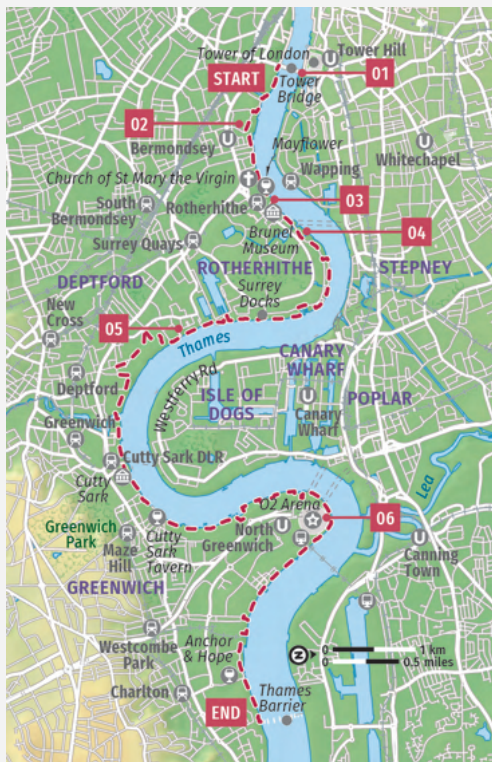 Tower of London
Tower Hill
START
01
Tower
Bridge
02
Bermondsey
Mayflower
Whitechapel
Church of St Mary the Virgin
Wapping
South
Bermondsey
Rotherhithe
03
Brunel
Museum
04
Surrey Quays
DEPTFORD
ROTHERHITHE
STEPNEY
Surrey
Docks
New
Cross
05
Thames
CANARY
WHARF
Westferry Rd
Deptford
ISLE OF
DOGS
POPLAR
Canary
Wharf
Greenwich
Cutty Sark DLR
Lea
Cutty
Sark
O2 Arena
06
Greenwich
Park
Maze
Hill
Cutty
Sark
Tavern
North
Greenwich
Canning
Town
GREENWICH
Westcombe
Park
Anchor
& Hope
N
0 1 km
0 0.5 miles
Charlton
END
Thames
Barrier